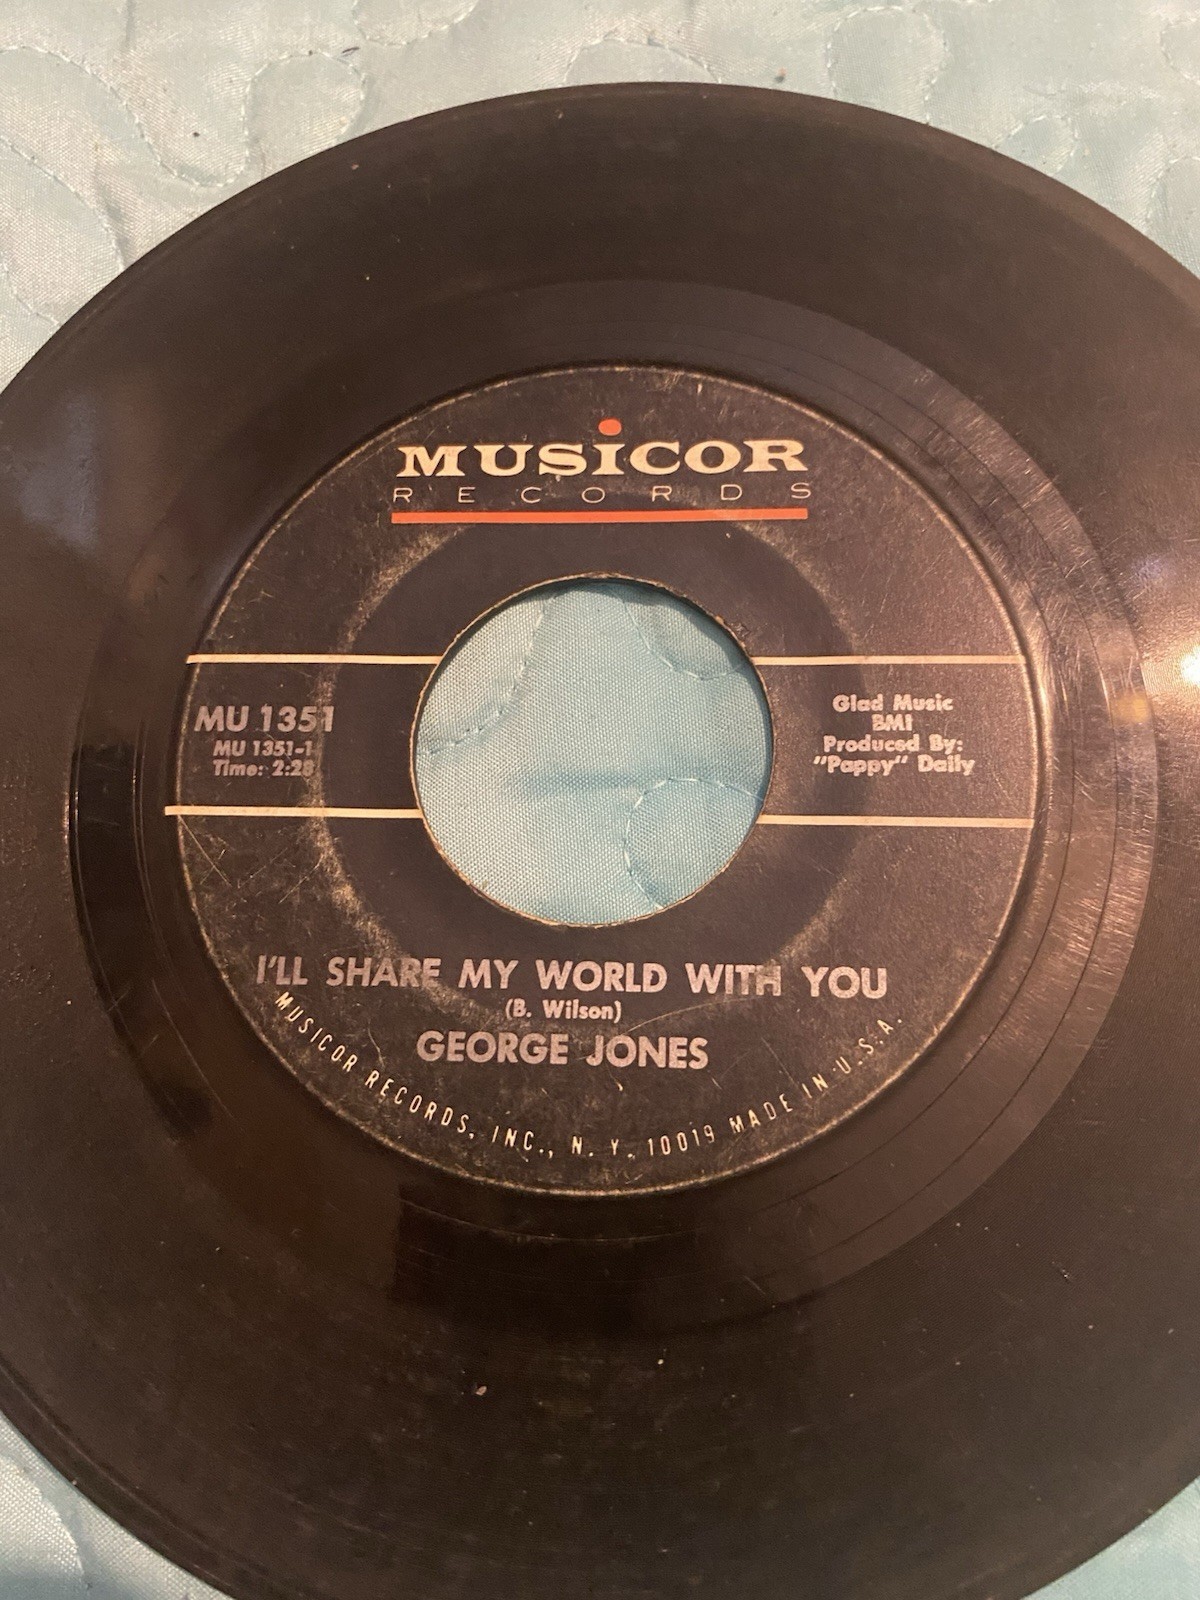 MUSiCOR
RECORDS
MU 1351
MU 1351-1
Time: 2:28
Glad Music
BMI
Produced By:
"Pappy" Daily
I'LL SHARE MY WORLD WITH YOU
(B. Wilson)
GEORGE JONES
MUSICOR RECORDS, INC., N. Y. 10019 MADE IN U.S.A.